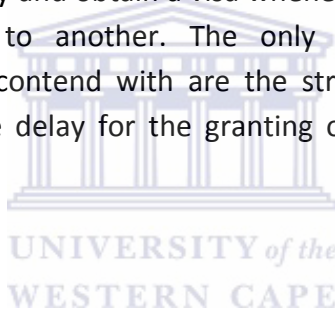 y and obtain a visa whene
to another. The only
contend with are the str
e delay for the granting o
UNIVERSITY of the
WESTERN CAPE